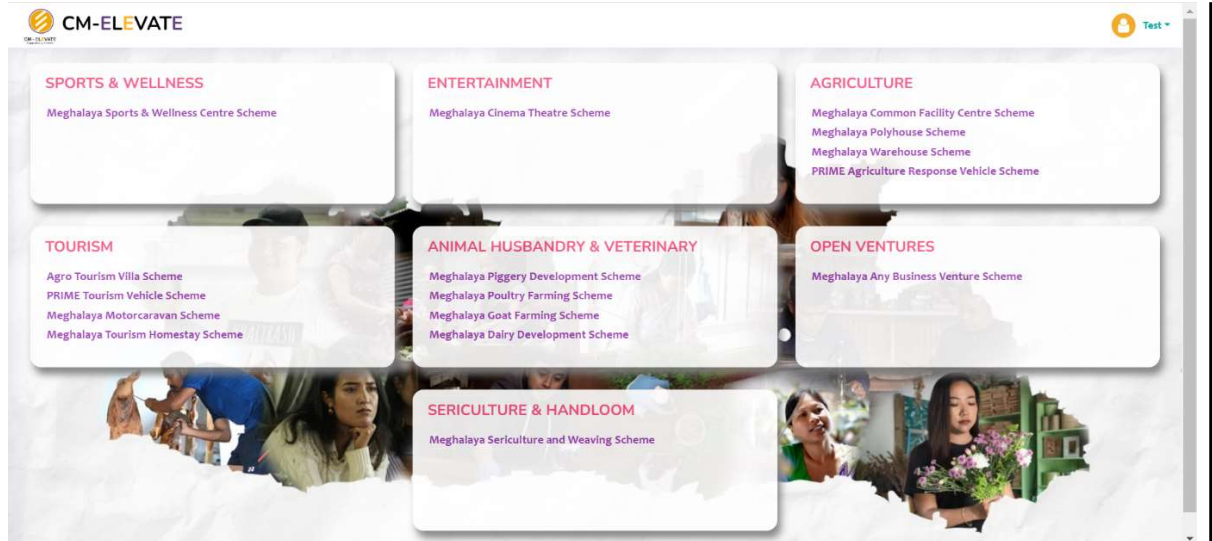 CM-ELEVATE
CM-ELEVATE
Test
SPORTS & WELLNESS
Meghalaya Sports & Wellness Centre Scheme
ENTERTAINMENT
Meghalaya Cinema Theatre Scheme
AGRICULTURE
Meghalaya Common Facility Centre Scheme
Meghalaya Polyhouse Scheme
Meghalaya Warehouse Scheme
PRIME Agriculture Response Vehicle Scheme
TOURISM
Agro Tourism Villa Scheme
PRIME Tourism Vehicle Scheme
Meghalaya Motorcaravan Scheme
Meghalaya Tourism Homestay Scheme
ANIMAL HUSBANDRY & VETERINARY
Meghalaya Piggery Development Scheme
Meghalaya Poultry Farming Scheme
Meghalaya Goat Farming Scheme
Meghalaya Dairy Development Scheme
OPEN VENTURES
Meghalaya Any Business Venture Scheme
SERICULTURE & HANDLOOM
Meghalaya Sericulture and Weaving Scheme